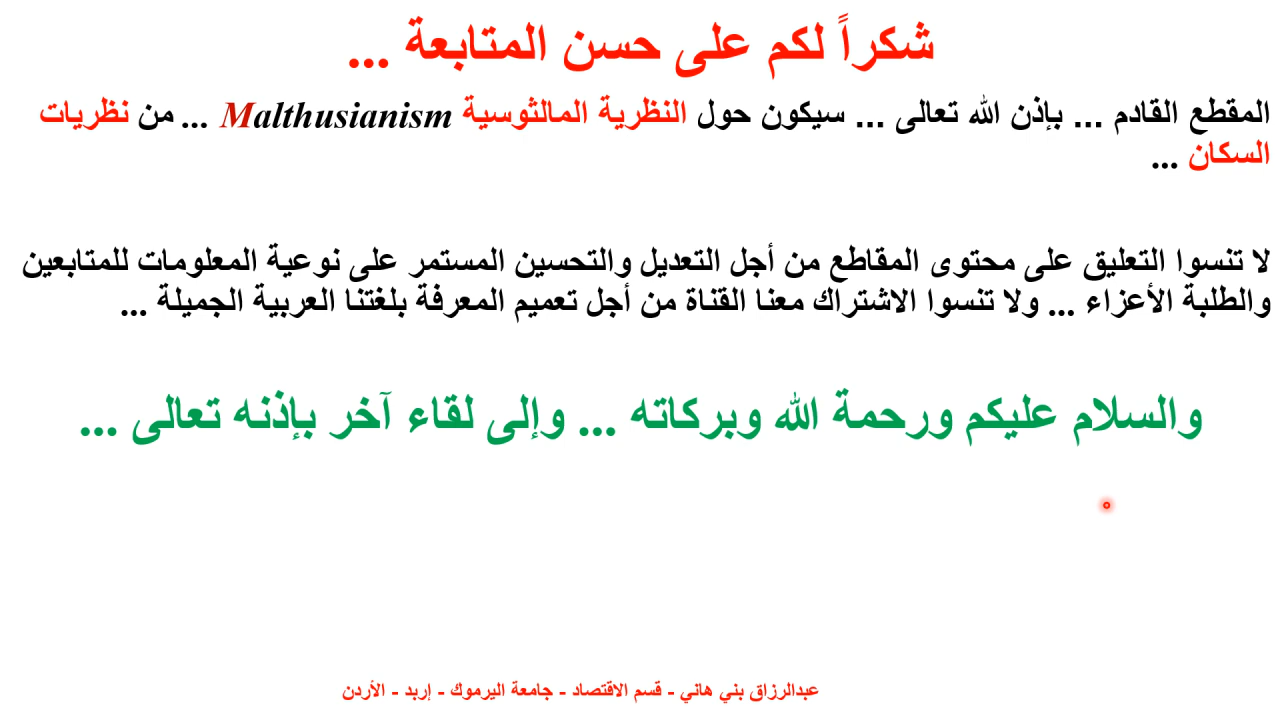 شكراً لكم على حسن المتابعة ...
المقطع القادم ... بإذن الله تعالى ... سيكون حول النظرية المالثوسية Malthusianism ... من نظريات
السكان ...
لا تنسوا التعليق على محتوى المقاطع من أجل التعديل والتحسين المستمر على نوعية المعلومات للمتابعين
والطلبة الأعزاء ... ولا تنسوا الاشتراك معنا القناة من أجل تعميم المعرفة بلغتنا العربية الجميلة ...
والسلام عليكم ورحمة الله وبركاته ... وإلى لقاء آخر بإذنه تعالى ...
عبدالرزاق بني هاني - قسم الاقتصاد - جامعة اليرموك - إربد - الأردن